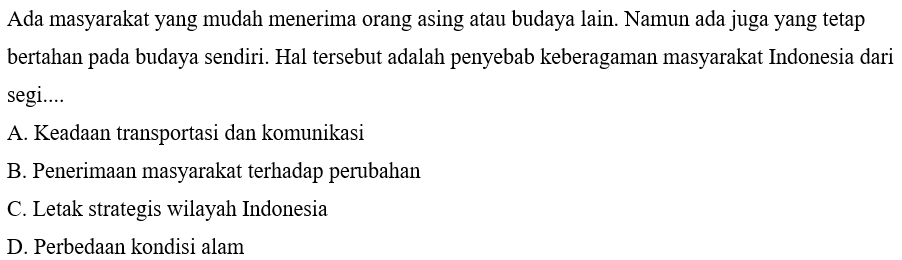 Ada masyarakat yang mudah menerima orang asing atau budaya lain. Namun ada juga yang tetap
bertahan pada budaya sendiri. Hal tersebut adalah penyebab keberagaman masyarakat Indonesia dari
segi....
A. Keadaan transportasi dan komunikasi
B. Penerimaan masyarakat terhadap perubahan
C. Letak strategis wilayah Indonesia
D. Perbedaan kondisi alam